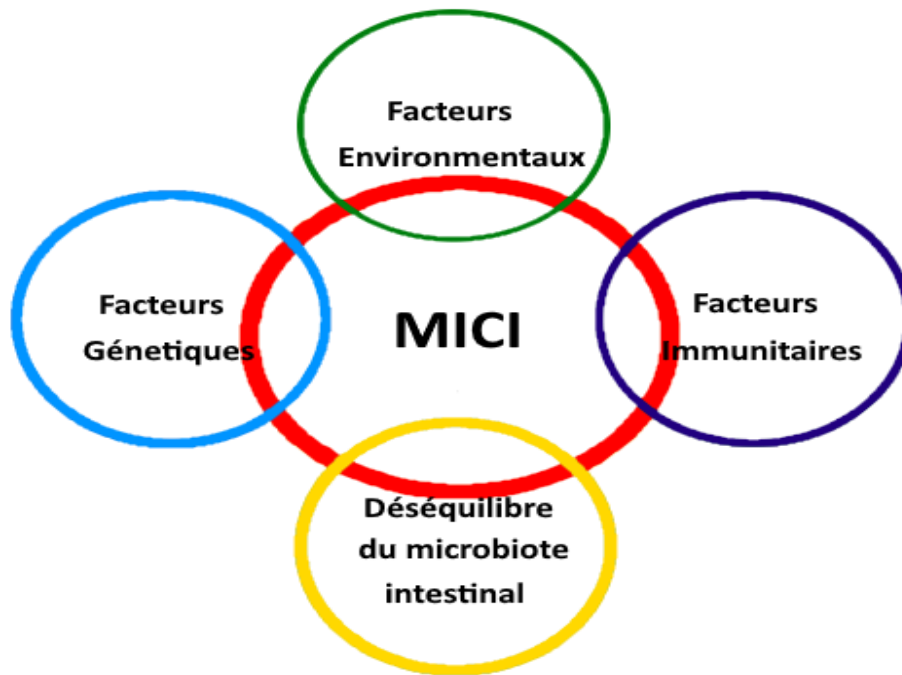 Facteurs
Environmentaux
Facteurs
Génetiques
MICI
Facteurs
Immunitaires
Déséquilibre
du microbiote
intestinal